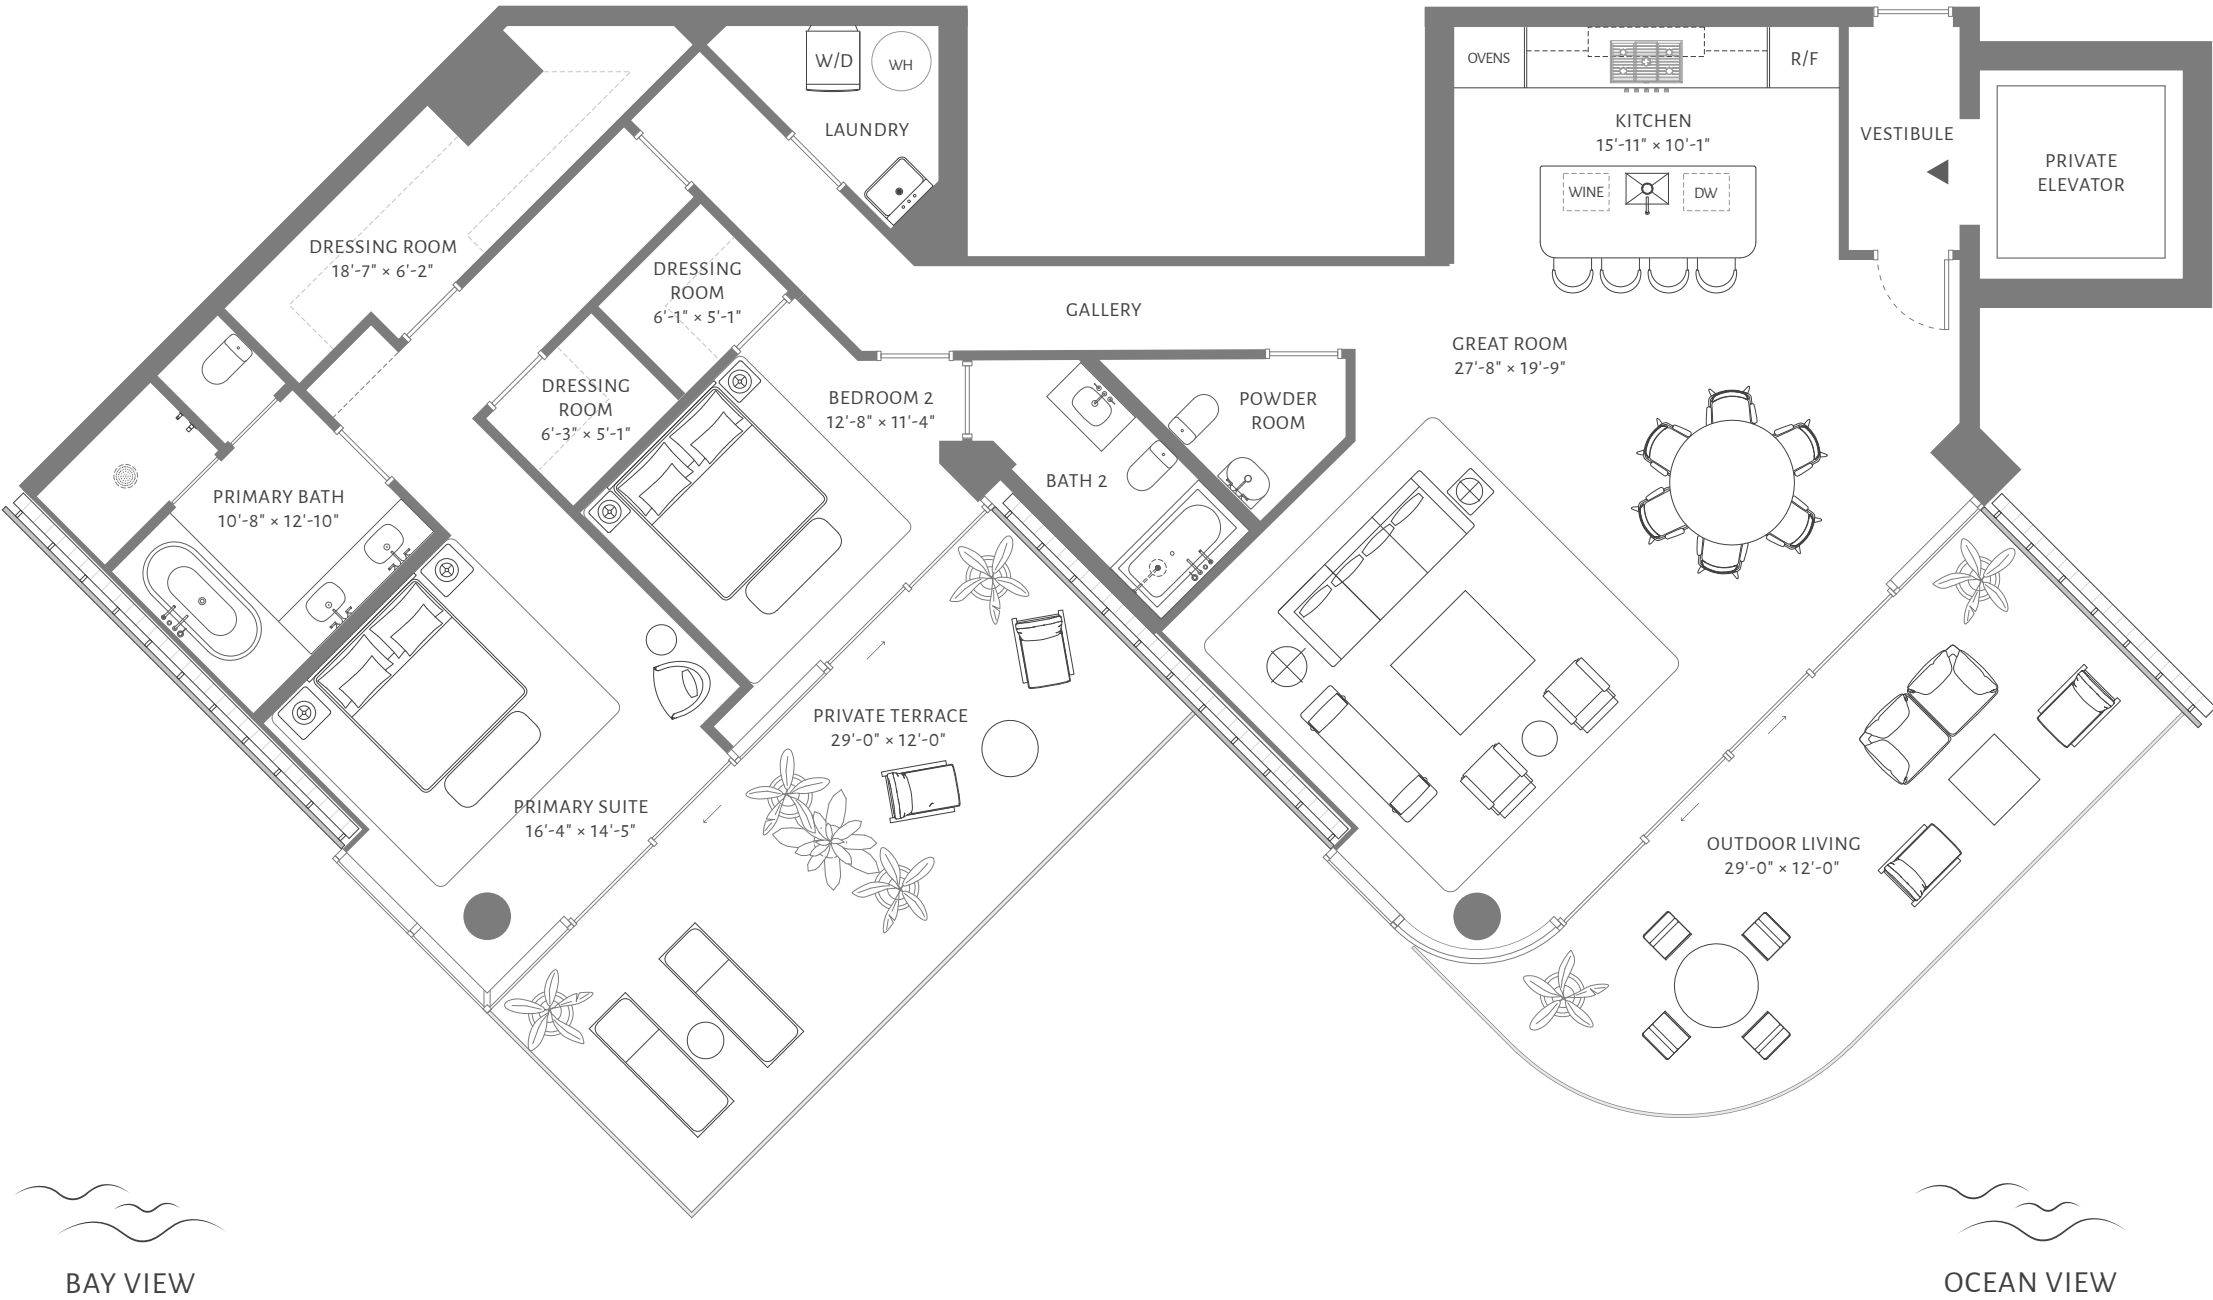 W/D
WH
LAUNDRY
OVENS
R/F
KITCHEN
15'-11" × 10'-1"
VESTIBULE
PRIVATE
ELEVATOR
WINE
DW
DRESSING ROOM
18'-7" × 6'-2"
DRESSING
ROOM
6'-1" × 5'-1"
GALLERY
GREAT ROOM
27'-8" × 19'-9"
DRESSING
ROOM
6'-3" × 5'-1"
BEDROOM 2
12'-8" × 11'-4"
POWDER
ROOM
BATH 2
PRIMARY BATH
10'-8" × 12'-10"
PRIVATE TERRACE
29'-0" × 12'-0"
PRIMARY SUITE
16'-4" × 14'-5"
OUTDOOR LIVING
29'-0" × 12'-0"
BAY VIEW
OCEAN VIEW